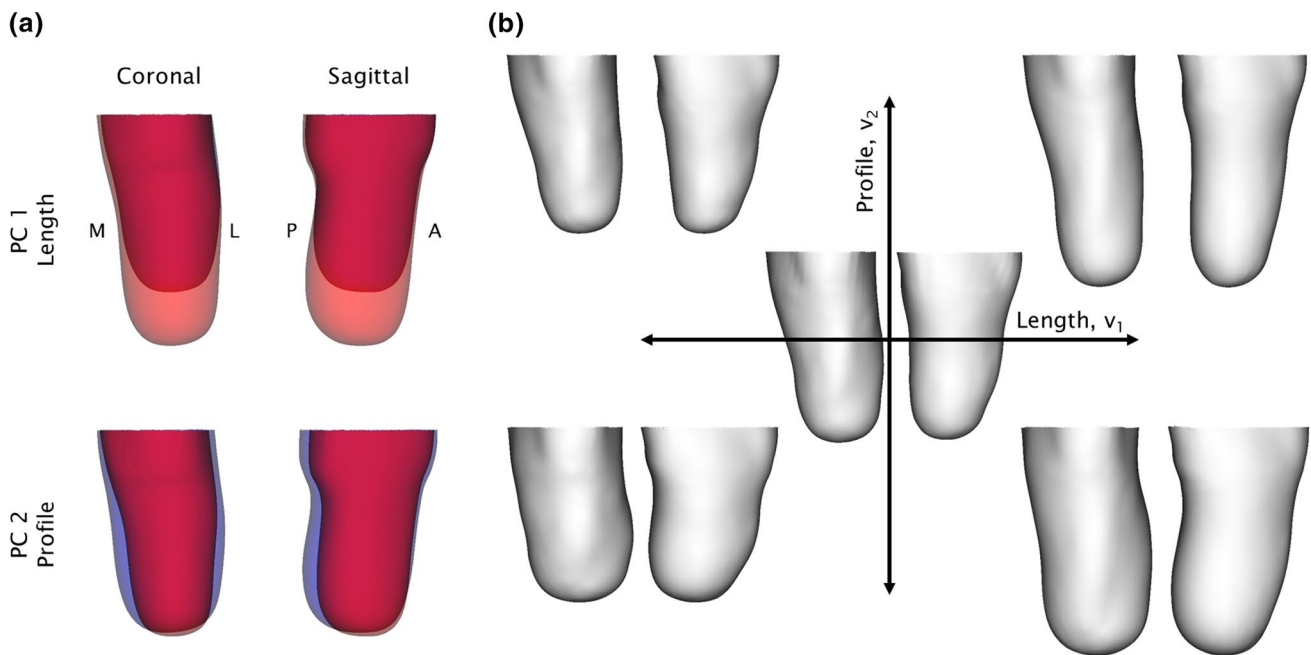 (a)
Coronal
Sagittal
PC 1
Length
M
L
P
A
PC 2
Profile
(b)
Profile, v₂
Length, v₁